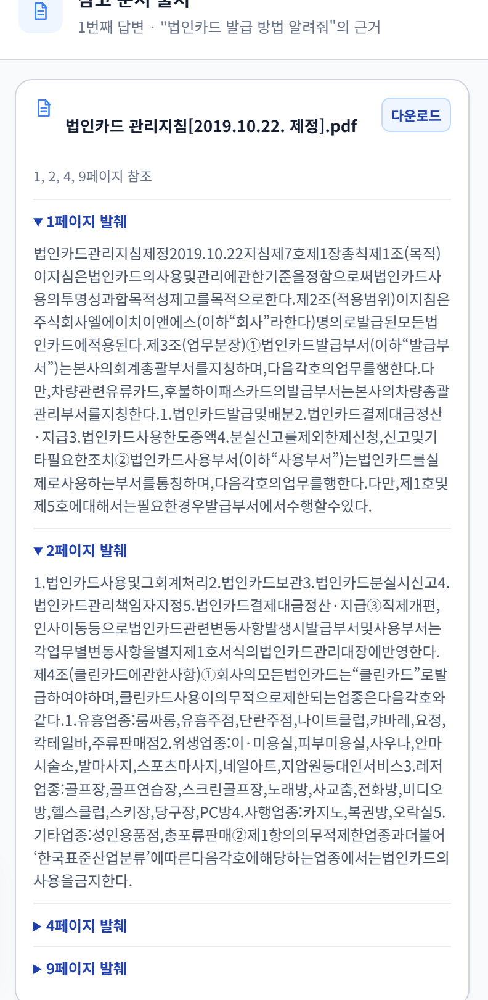 참고 문서 출처
1번째 답변 · "법인카드 발급 방법 알려줘"의 근거
법인카드 관리지침[2019.10.22. 제정].pdf
다운로드
1, 2, 4, 9페이지 참조
▼ 1페이지 발췌
법인카드관리지침제정2019.10.22지침제7호제1장총칙제1조(목적)
이지침은법인카드의사용및관리에관한기준을정함으로써법인카드사
용의투명성과합목적성제고를목적으로한다.제2조(적용범위)이지침은
주식회사엘에이치이앤에스(이하“회사”라한다)명의로발급된모든법
인카드에적용된다.제3조(업무분장)①법인카드발급부서(이하“발급부
서”)는본사의회계총괄부서를지칭하며,다음각호의업무를행한다.다
만,차량관련유류카드,후불하이패스카드의발급부서는본사의차량총괄
관리부서를지칭한다.1.법인카드발급및배분2.법인카드결제대금정산
·지급3.법인카드사용한도증액4.분실신고를제외한제신청,신고및기
타필요한조치②법인카드사용부서(이하“사용부서”)는법인카드를실
제로사용하는부서를통칭하며,다음각호의업무를행한다.다만,제1호및
제5호에대해서는필요한경우발급부서에서수행할수있다.
▼ 2페이지 발췌
1.법인카드사용및그회계처리2.법인카드보관3.법인카드분실시신고4.
법인카드관리책임자지정5.법인카드결제대금정산·지급③직제개편,
인사이동등으로법인카드관련변동사항발생시발급부서및사용부서는
각업무별변동사항을별지제1호서식의법인카드관리대장에반영한다.
제4조(클린카드에관한사항)①회사의모든법인카드는“클린카드”로발
급하여야하며,클린카드사용이의무적으로제한되는업종은다음각호와
같다.1.유흥업종:룸싸롱,유흥주점,단란주점,나이트클럽,캬바레,요정,
칵테일바,주류판매점2.위생업종:이·미용실,피부미용실,사우나,안마
시술소,발마사지,스포츠마사지,네일아트,지압원등대인서비스3.레저
업종:골프장,골프연습장,스크린골프장,노래방,사교춤,전화방,비디오
방,헬스클럽,스키장,당구장,PC방4.사행업종:카지노,복권방,오락실5.
기타업종:성인용품점,총포류판매②제1항의의무적제한업종과더불어
‘한국표준산업분류’에따른다음각호에해당하는업종에서는법인카드의
사용을금지한다.
▶ 4페이지 발췌
▶ 9페이지 발췌